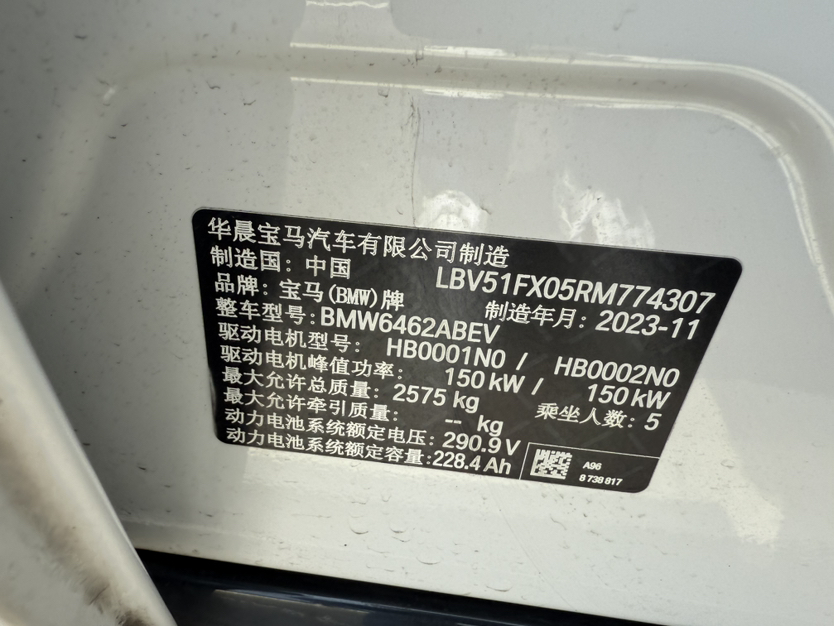 华晨宝马汽车有限公司制造
制造国：中国 LBV51FX05RM774307
品牌：宝马(BMW)牌 制造年月：2023-11
整车型号:BMW6462ABEV
驱动电机型号： HB0001N0 / HB0002N0
驱动电机峰值功率： 150 kW / 150 kW
最大允许总质量：2575 kg 乘坐人数：5
最大允许牵引质量： -- kg
动力电池系统额定电压：290.9 V
动力电池系统额定容量:228.4 Ah
A96
8 738 817